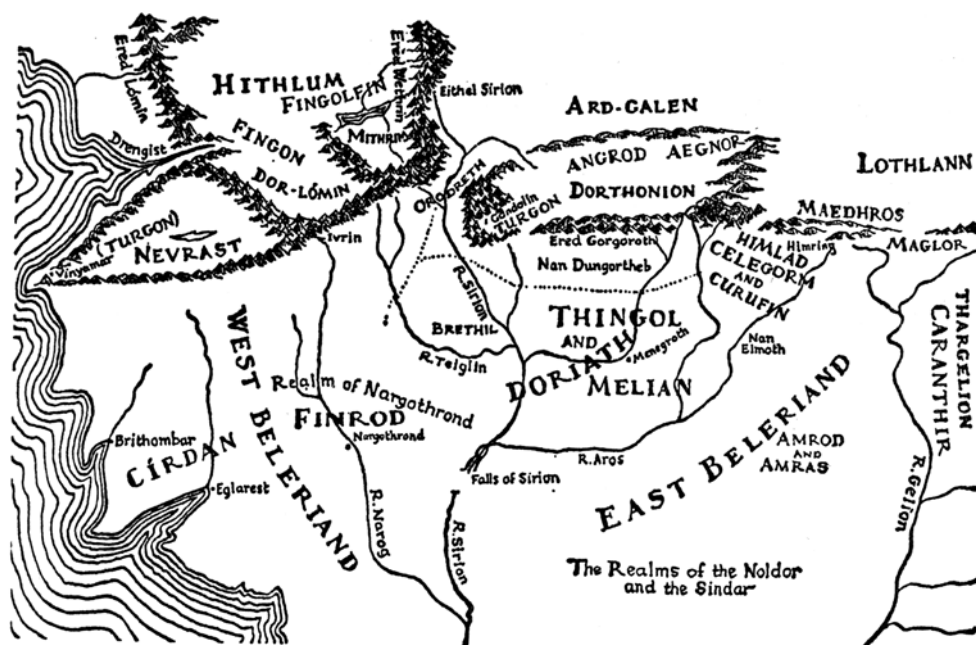 Ered Lómin
HITHLUM
FINGOLFIN
Ered Wethrin
Eithel Sirion
MITHRIM
Drengist
FINGON
DOR-LÓMIN
ARD-GALEN
ANGROD AEGNOR
DORTHONION
LOTHLANN
ORODRETH
Gondolin
TURGON
Ered Gorgoroth
Nan Dungortheb
MAEDHROS
Himring
MAGLOR
HIMLAD
CELEGORM
AND
CURUFIN
(TURGON)
NEVRAST
Vinyamar
Ivrin
R. Sirion
BRETHIL
R. Teiglin
THINGOL
AND
MELIAN
DORIATH
Menegroth
Nan
Elmoth
THARGELION
CARANTHIR
WEST BELERIAND
Realm of Nargothrond
FINROD
Nargothrond
Brithombar
CÍRDAN
Eglarest
Falls of Sirion
R. Aros
EAST BELERIAND
AMROD
AND
AMRAS
R. Gelion
R. Narog
R. Sirion
The Realms of the Noldor
and the Sindar